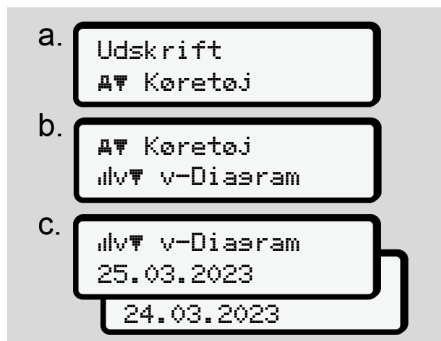 a.
Udskrift
Køretøj
b.
Køretøj
v-Diagram
c.
v-Diagram
25.03.2023
24.03.2023